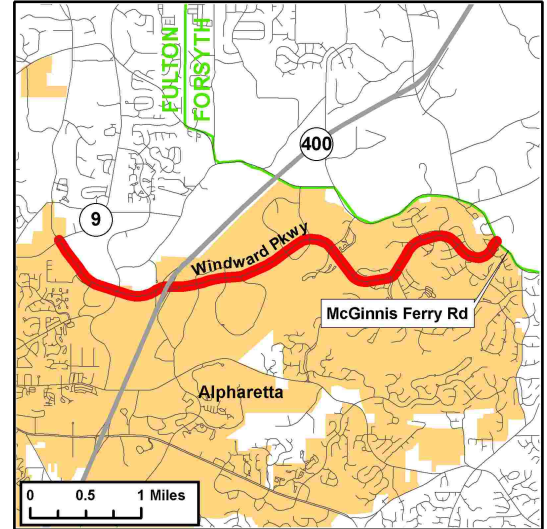 FULTON
FORSYTH
400
9
Windward Pkwy
McGinnis Ferry Rd
Alpharetta
0 0.5 1 Miles